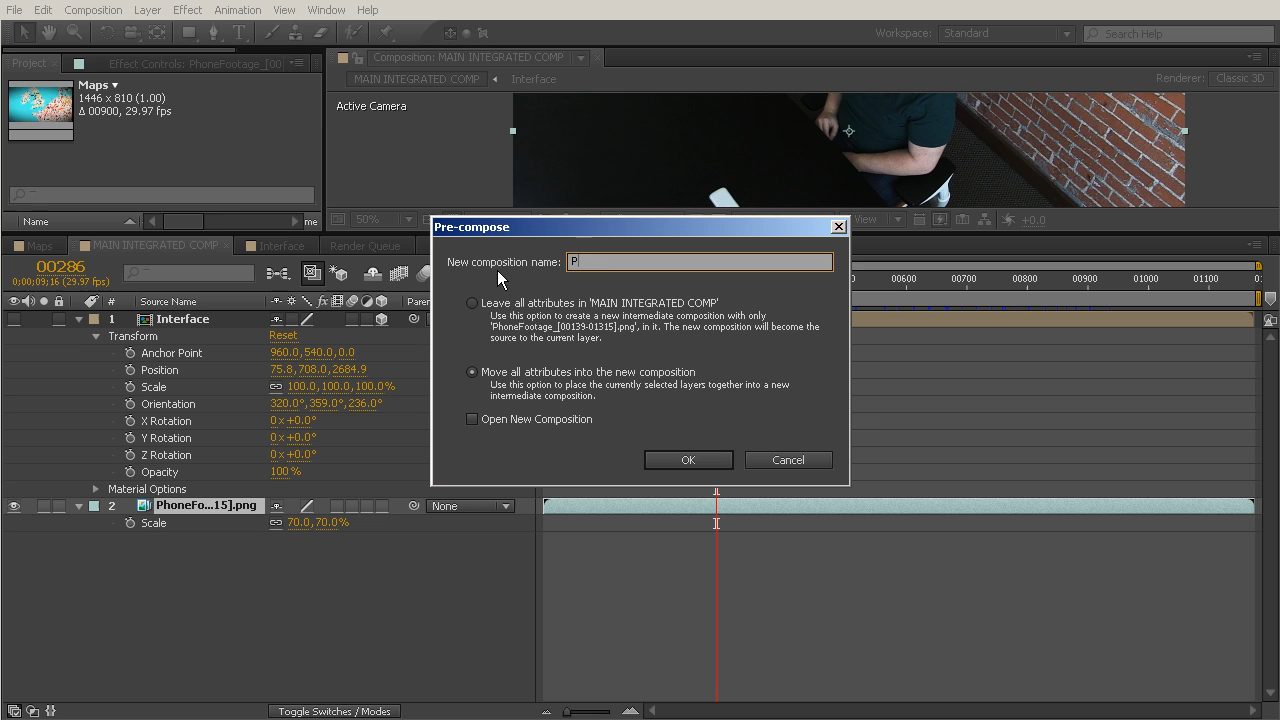 File Edit Composition Layer Effect Animation View Window Help
Workspace: Standard Search Help
Project Effect Controls: PhoneFootage_[00 Composition: MAIN INTEGRATED COMP
MAIN INTEGRATED COMP Interface Renderer: Classic 3D
Maps
1446 x 810 (1.00)
Δ 00900, 29.97 fps
Active Camera
Name me 50% View +0.0
Pre-compose
New composition name: P
Leave all attributes in 'MAIN INTEGRATED COMP'
Use this option to create a new intermediate composition with only
'PhoneFootage_[00139-01315].png', in it. The new composition will become the
source to the current layer.
Move all attributes into the new composition
Use this option to place the currently selected layers together into a new
intermediate composition.
Open New Composition
OK Cancel
Maps MAIN INTEGRATED COMP Interface Render Queue
00286
0;00;09;16 (29.97 fps)
00600 00700 00800 00900 01000 01100 0:
# Source Name Paren
1 Interface
Transform Reset
Anchor Point 960.0,540.0,0.0
Position 75.8,708.0,2684.9
Scale 100.0,100.0,100.0%
Orientation 320.0°,359.0°,236.0°
X Rotation 0x+0.0°
Y Rotation 0x+0.0°
Z Rotation 0x+0.0°
Opacity 100%
Material Options
2 PhoneFo...15].png None
Scale 70.0,70.0%
Toggle Switches / Modes